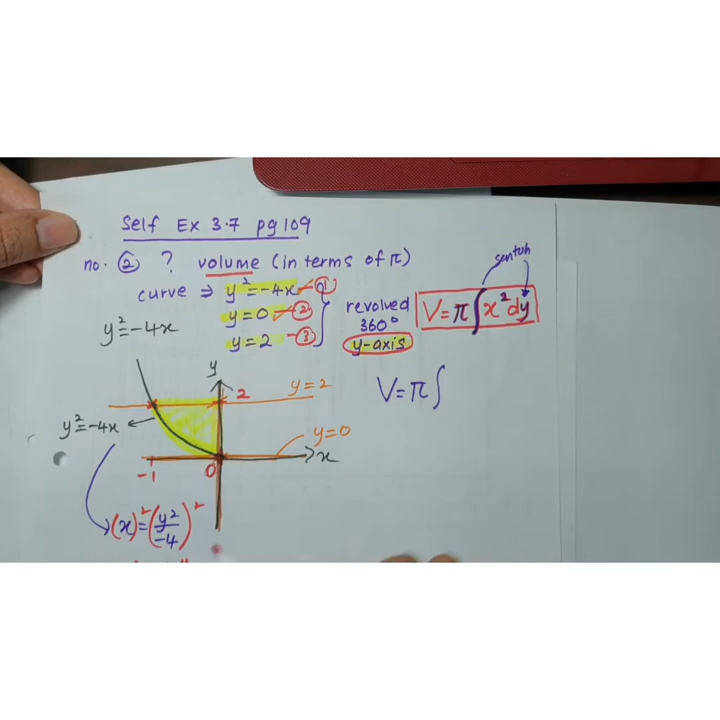 Self Ex 3.7 pg 109
no. ② ? volume (in terms of π)
curve ⇒ y² = -4x — ①
y = 0 — ②
y = 2 — ③
revolved
360°
y-axis
sentuh
V = π∫x² dy
y² = -4x
V = π∫
y
2
y = 2
y² = -4x
y = 0
x
-1
0
(x)² = (y²/-4)²